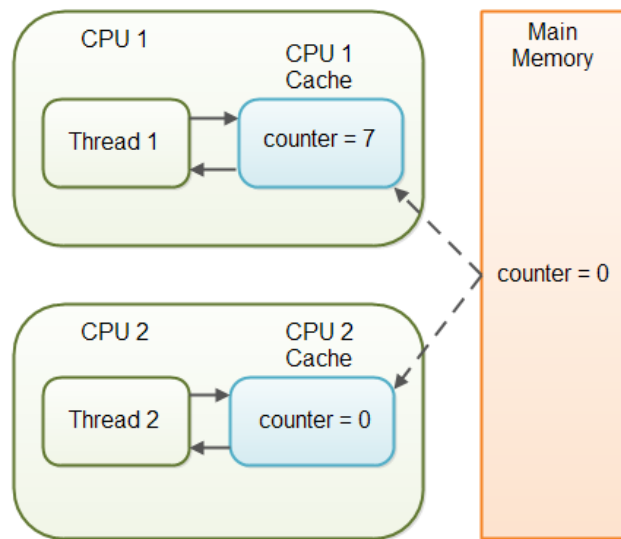 CPU 1
CPU 1
Cache
Thread 1
counter = 7
Main
Memory
counter = 0
CPU 2
CPU 2
Cache
Thread 2
counter = 0